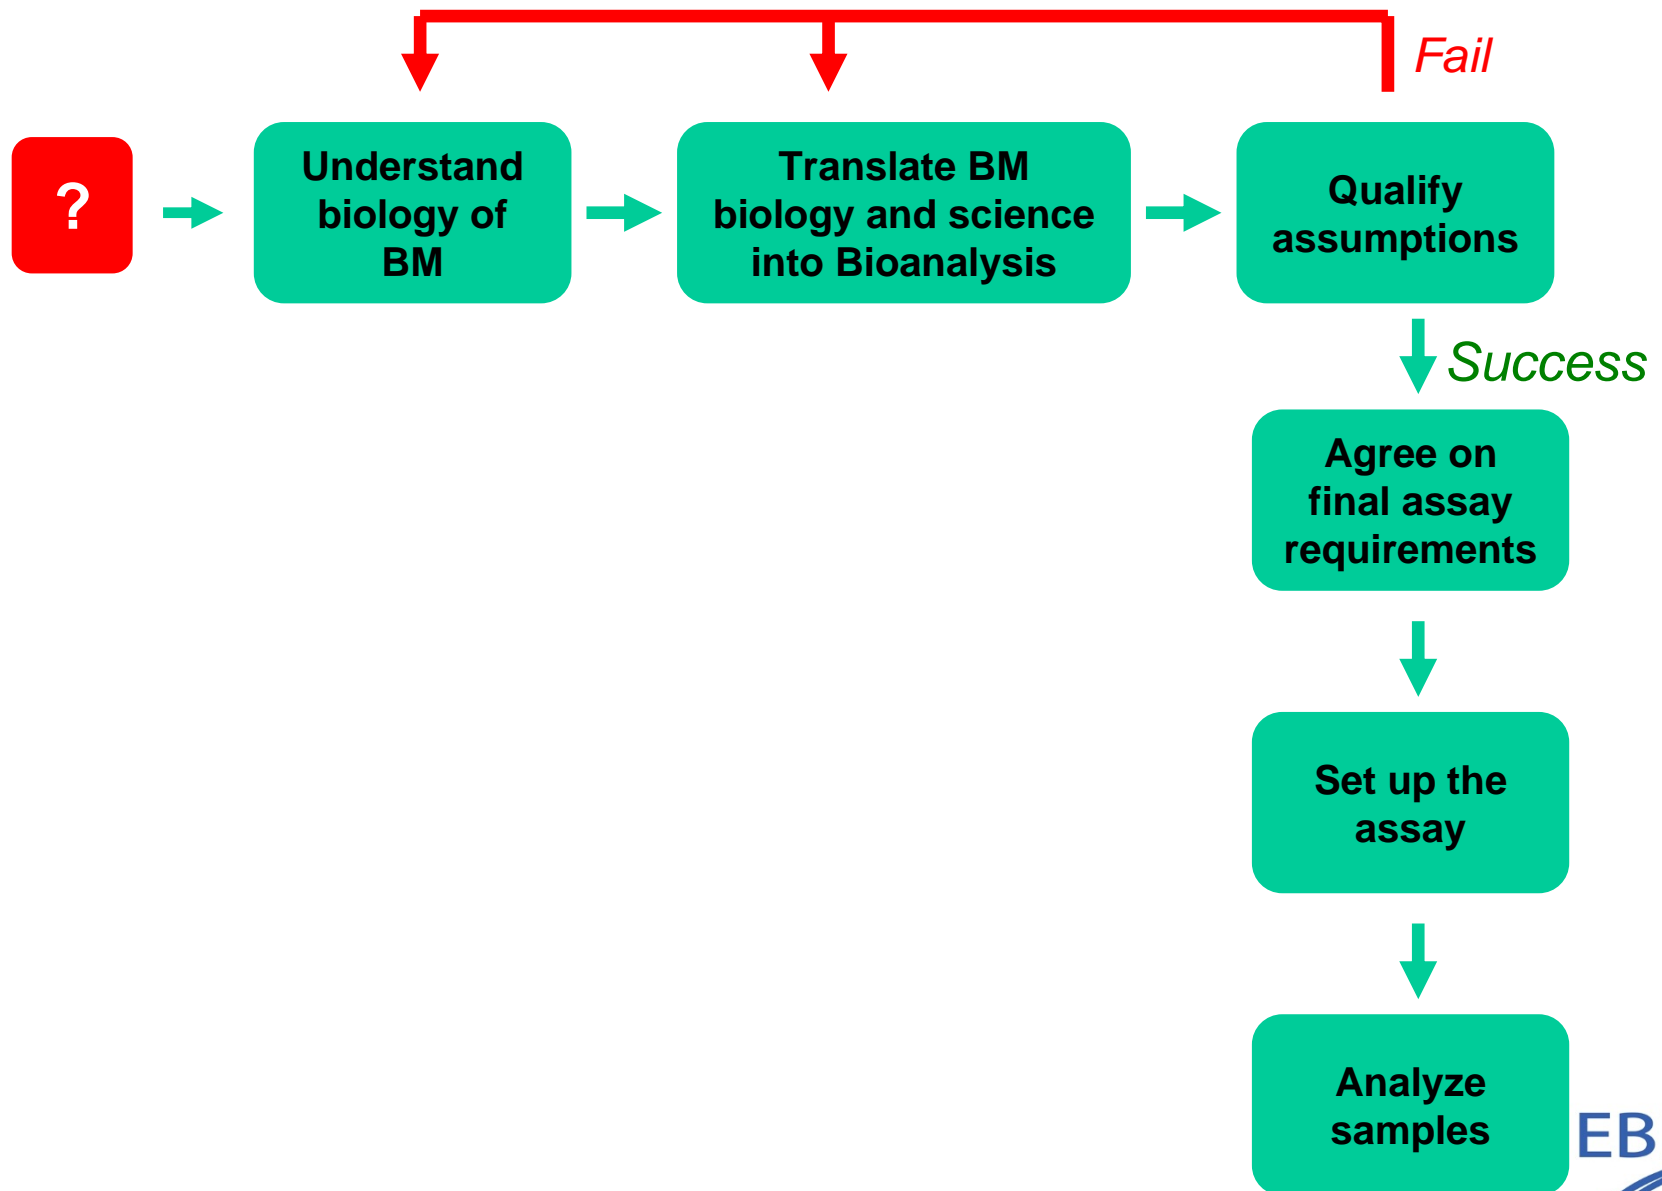 Fail
?
Understand
biology of
BM
Translate BM
biology and science
into Bioanalysis
Qualify
assumptions
Success
Agree on
final assay
requirements
Set up the
assay
Analyze
samples
EB